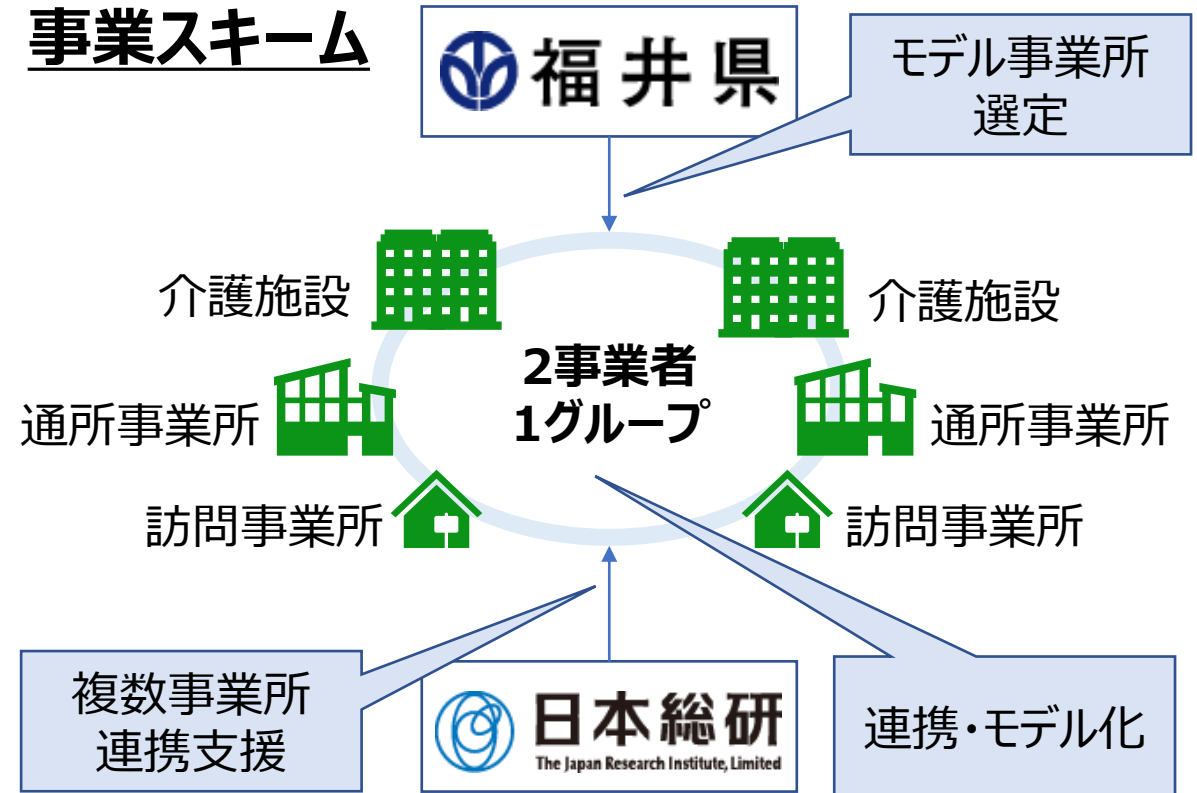 事業スキーム
福井県
モデル事業所
選定
介護施設
介護施設
2事業者
1グループ
通所事業所
通所事業所
訪問事業所
訪問事業所
複数事業所
連携支援
日本総研
The Japan Research Institute, Limited
連携・モデル化